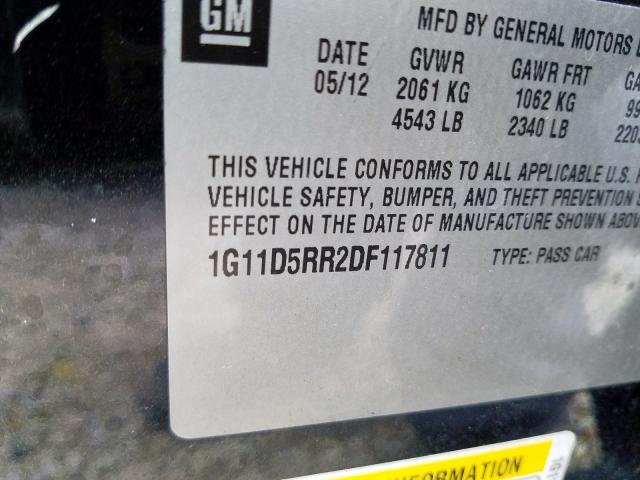 GM
MFD BY GENERAL MOTORS
DATE GVWR GAWR FRT
05/12 2061 KG 1062 KG
4543 LB 2340 LB
THIS VEHICLE CONFORMS TO ALL APPLICABLE U.S.
VEHICLE SAFETY, BUMPER, AND THEFT PREVENTION
EFFECT ON THE DATE OF MANUFACTURE SHOWN
1G11D5RR2DF117811 TYPE: PASS CAR
INFORMATION